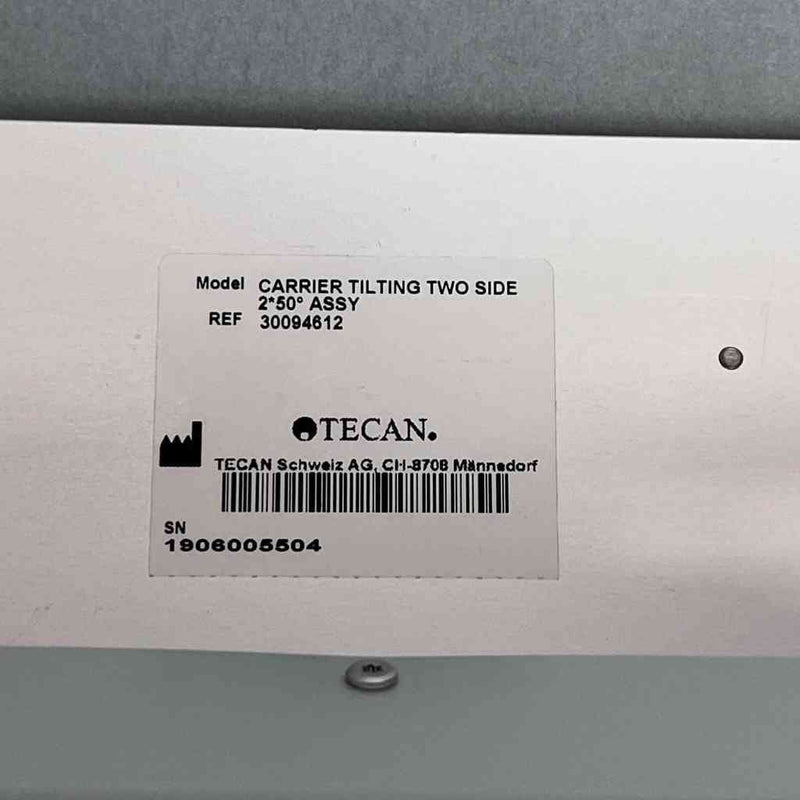 Model CARRIER TILTING TWO SIDE
2*50° ASSY
REF 30094612
TECAN.
TECAN Schweiz AG, CH-8708 Männedorf
SN
1906005504